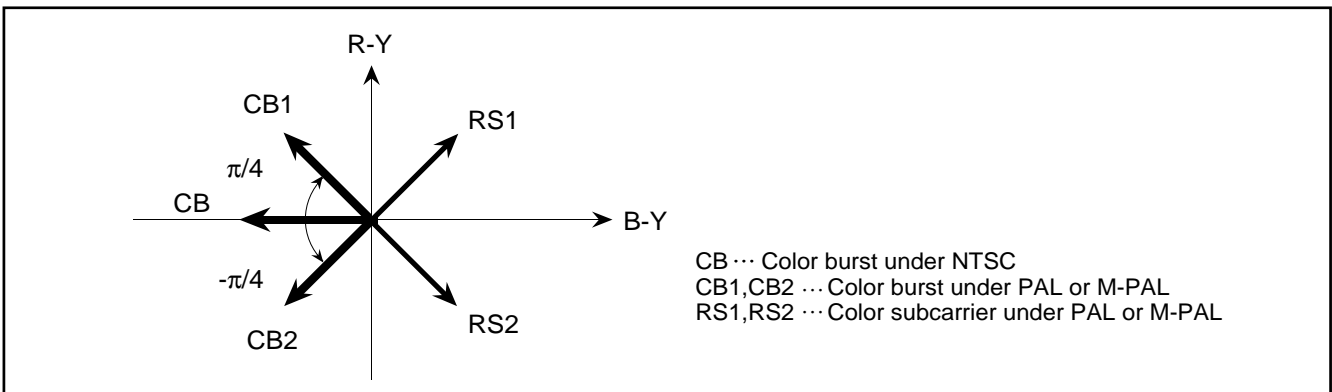 R-Y
CB1
RS1
π/4
CB
B-Y
-π/4
CB2
RS2
CB ··· Color burst under NTSC
CB1,CB2 ··· Color burst under PAL or M-PAL
RS1,RS2 ··· Color subcarrier under PAL or M-PAL